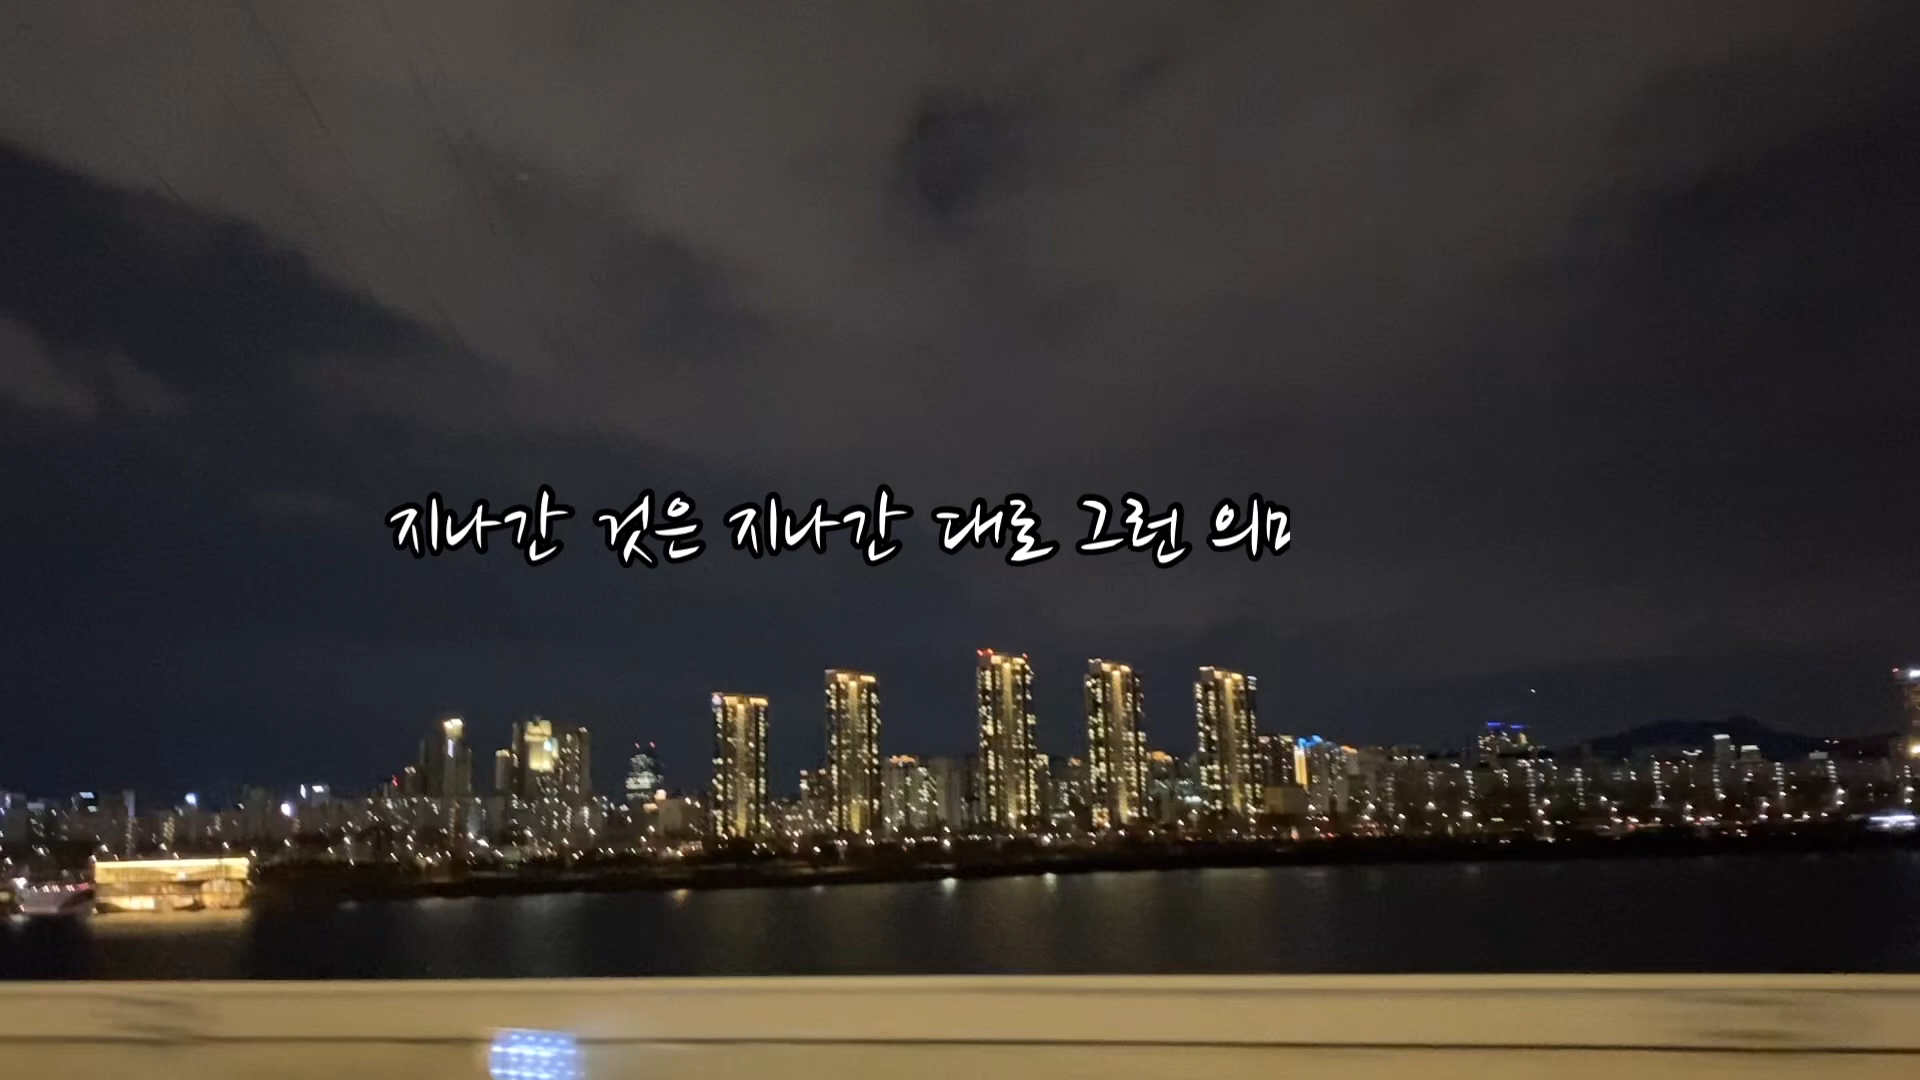 지나간 것은 지나간 대로 그런 의